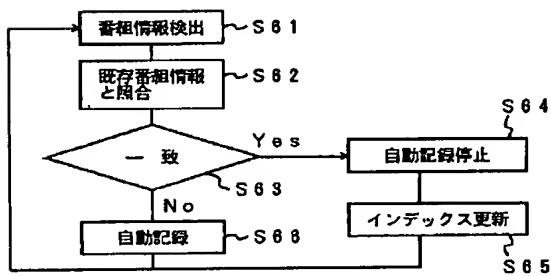 番組情報検出
S61
既存番組情報
と照合
S62
一致
Yes
S63
No
自動記録停止
S64
インデックス更新
S65
自動記録
S66